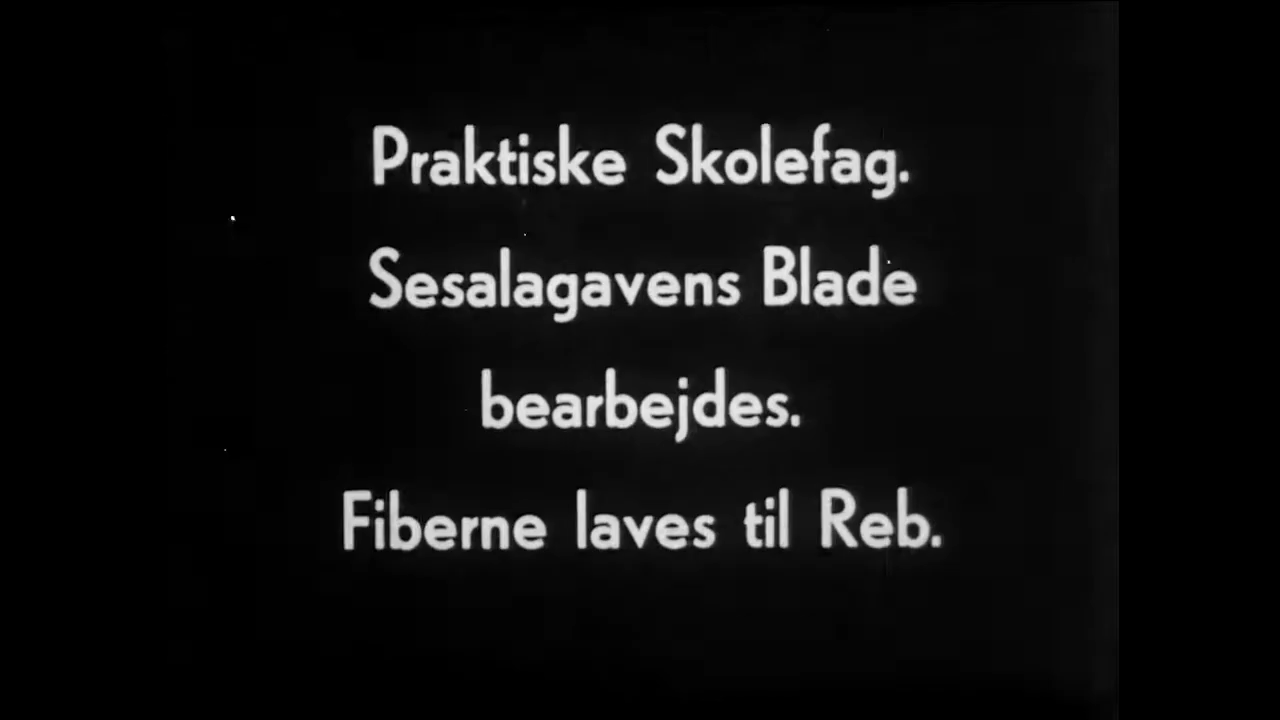 Praktiske Skolefag.
Sesalagavens Blade
bearbejdes.
Fiberne laves til Reb.